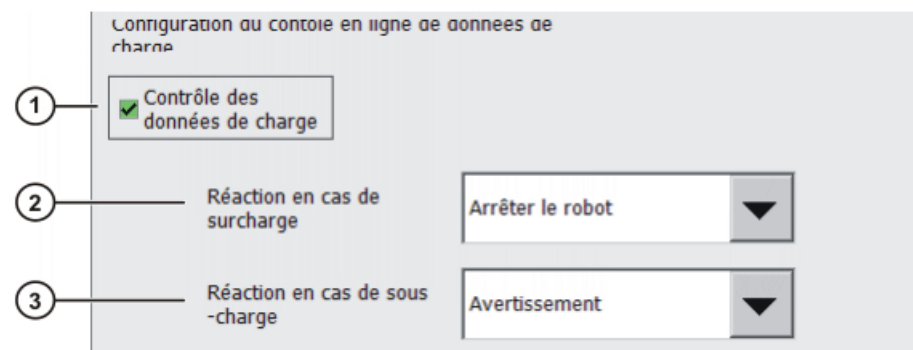 Configuration du contôle en ligne de données de
charge
1
Contrôle des
données de charge
2
Réaction en cas de
surcharge
Arrêter le robot
3
Réaction en cas de sous
-charge
Avertissement